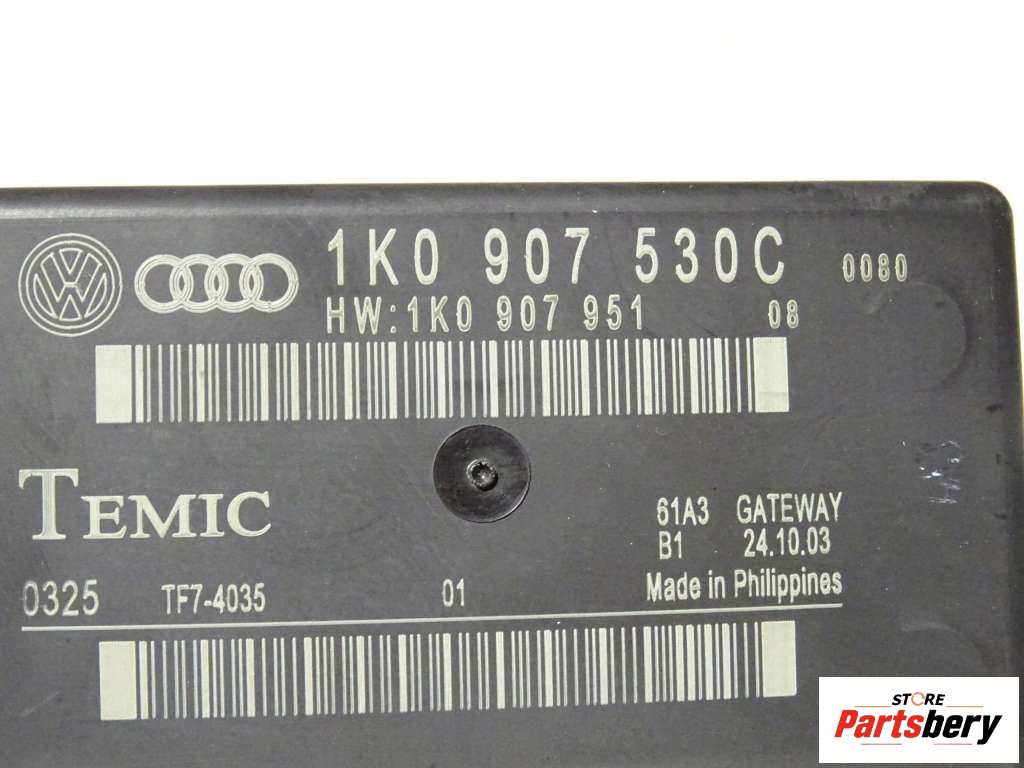 1K0 907 530C 0080
HW:1K0 907 951 08
TEMIC
61A3 GATEWAY
B1 24.10.03
0325 TF7-4035 01 Made in Philippines
STORE
Partsbery